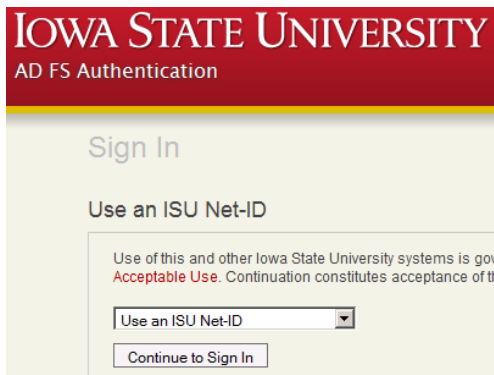 IOWA STATE UNIVERSITY
AD FS Authentication
Sign In
Use an ISU Net-ID
Use of this and other Iowa State University systems is
Acceptable Use. Continuation constitutes acceptance of
Use an ISU Net-ID
Continue to Sign In